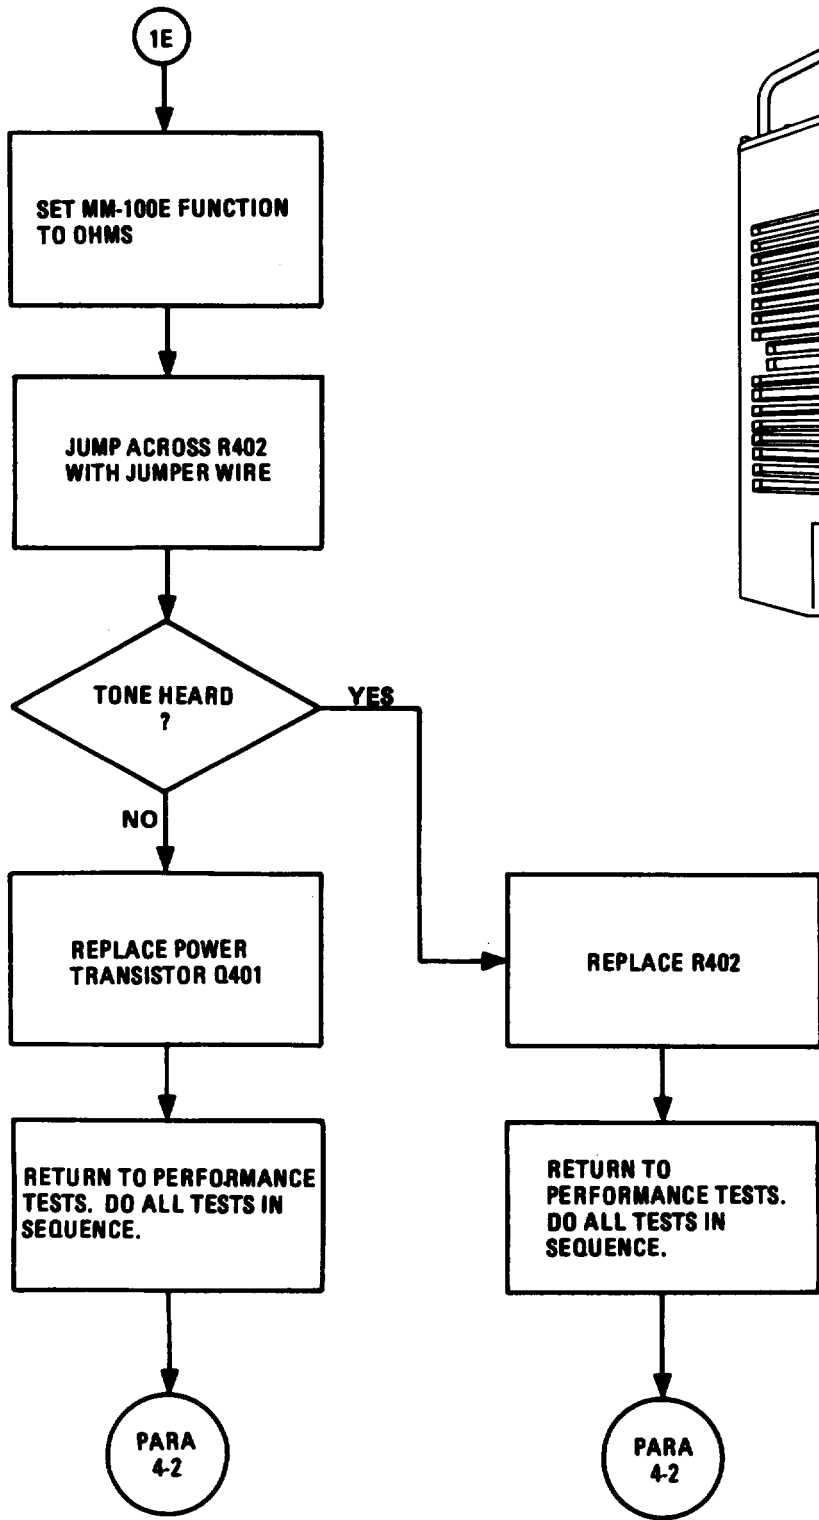 1E
SET MM-100E FUNCTION
TO OHMS
JUMP ACROSS R402
WITH JUMPER WIRE
TONE HEARD
?
YES
NO
REPLACE POWER
TRANSISTOR Q401
REPLACE R402
RETURN TO PERFORMANCE
TESTS. DO ALL TESTS IN
SEQUENCE.
RETURN TO
PERFORMANCE TESTS.
DO ALL TESTS IN
SEQUENCE.
PARA
4-2
PARA
4-2